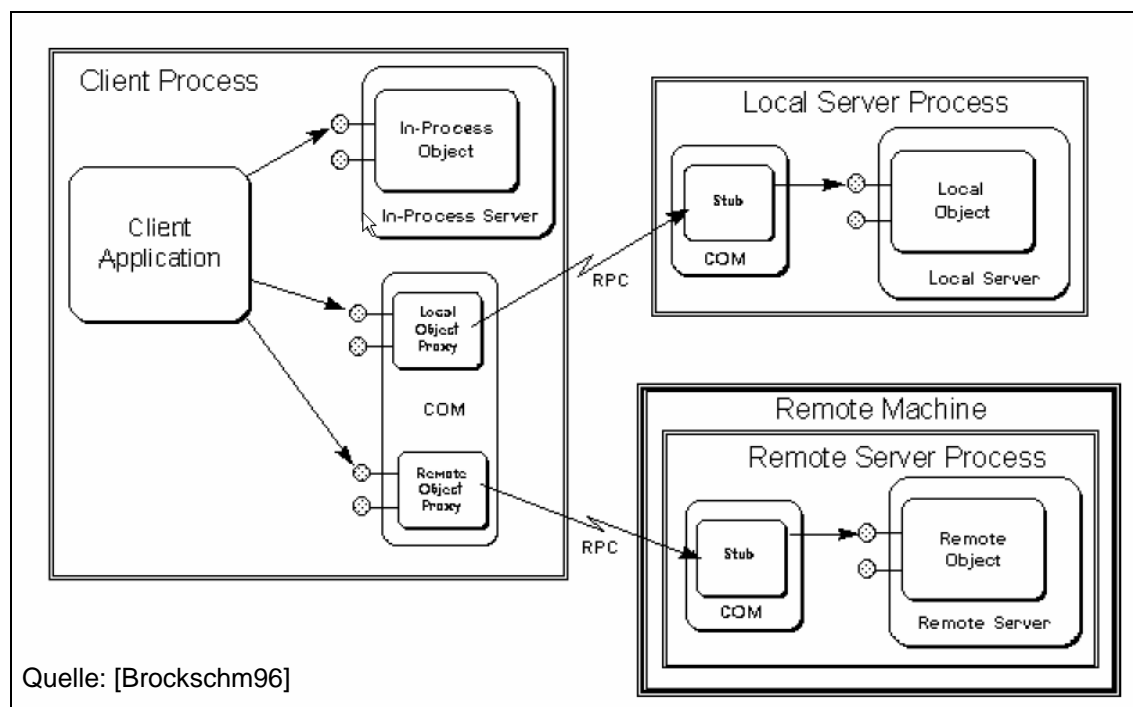 Client Process
In-Process
Object
In-Process Server
Client
Application
Local
Object
Proxy
COM
Remote
Object
Proxy
RPC
RPC
Local Server Process
Stub
COM
Local
Object
Local Server
Remote Machine
Remote Server Process
Stub
COM
Remote
Object
Remote Server
Quelle: [Brockschm96]